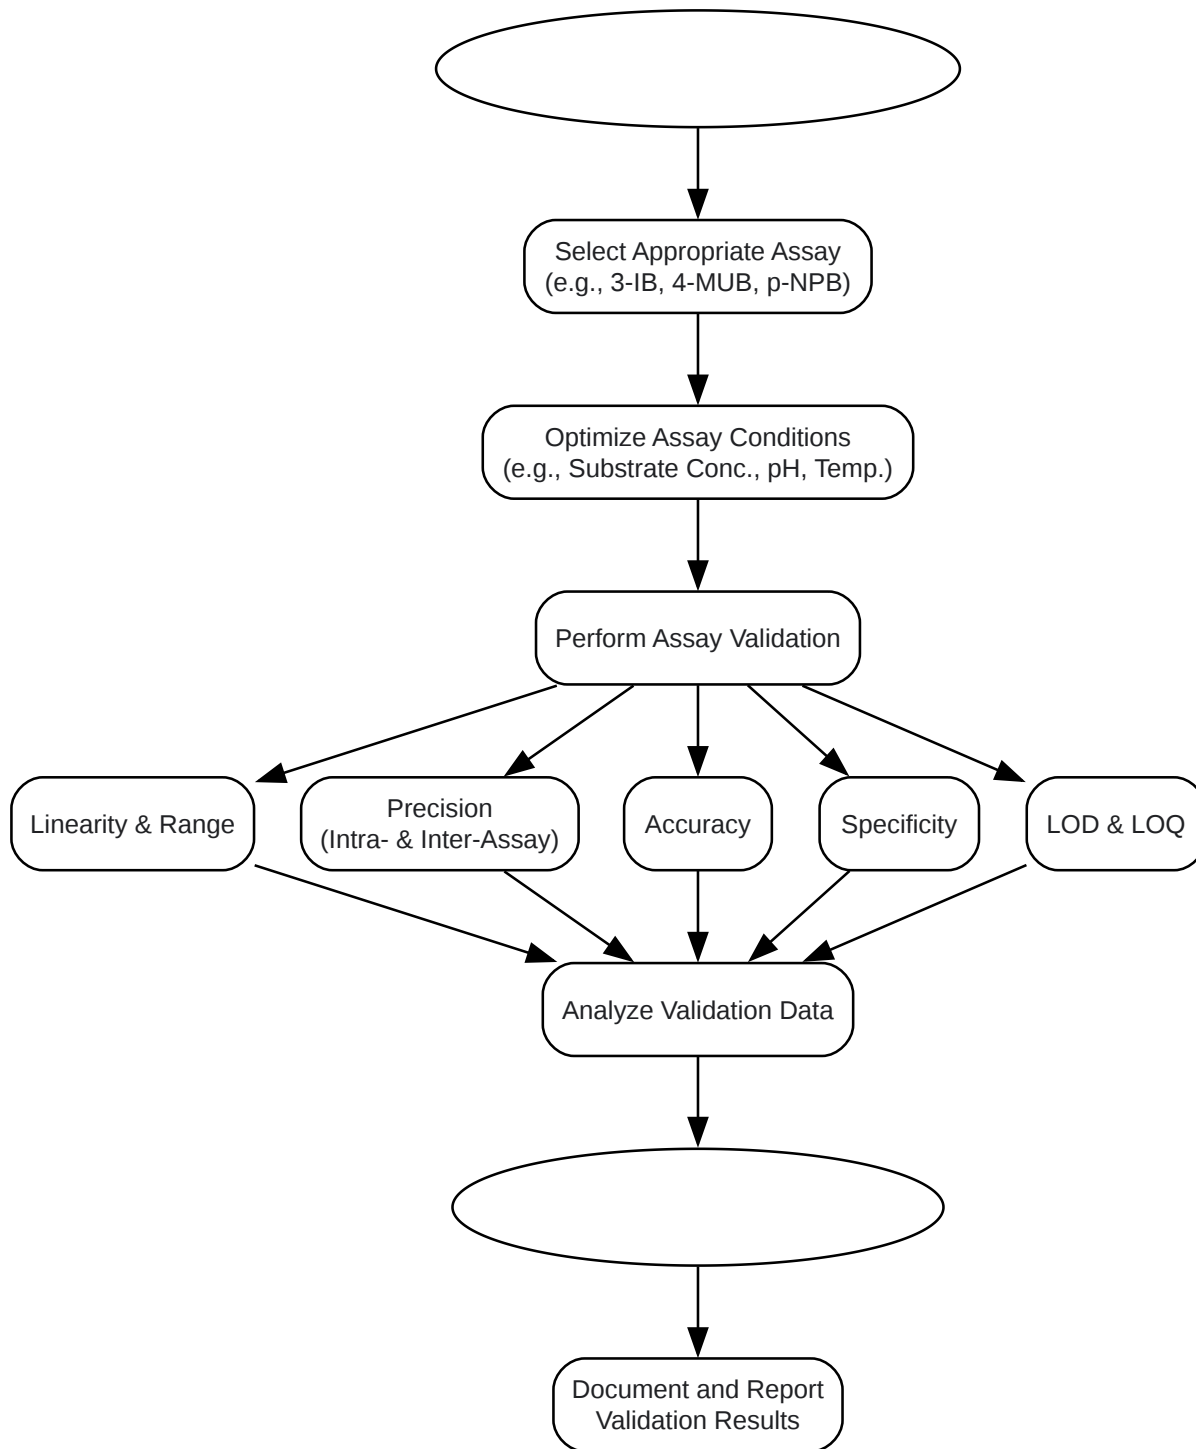 Select Appropriate Assay
(e.g., 3-IB, 4-MUB, p-NPB)
Optimize Assay Conditions
(e.g., Substrate Conc., pH, Temp.)
Perform Assay Validation
Linearity & Range
Precision
(Intra- & Inter-Assay)
Accuracy
Specificity
LOD & LOQ
Analyze Validation Data
Document and Report
Validation Results